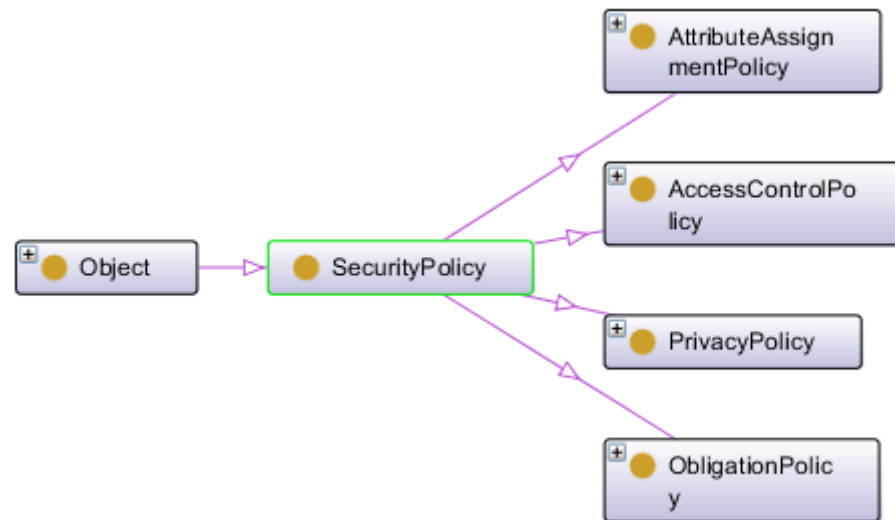 AttributeAssign
mentPolicy
AccessControlPo
licy
Object
SecurityPolicy
PrivacyPolicy
ObligationPolic
y